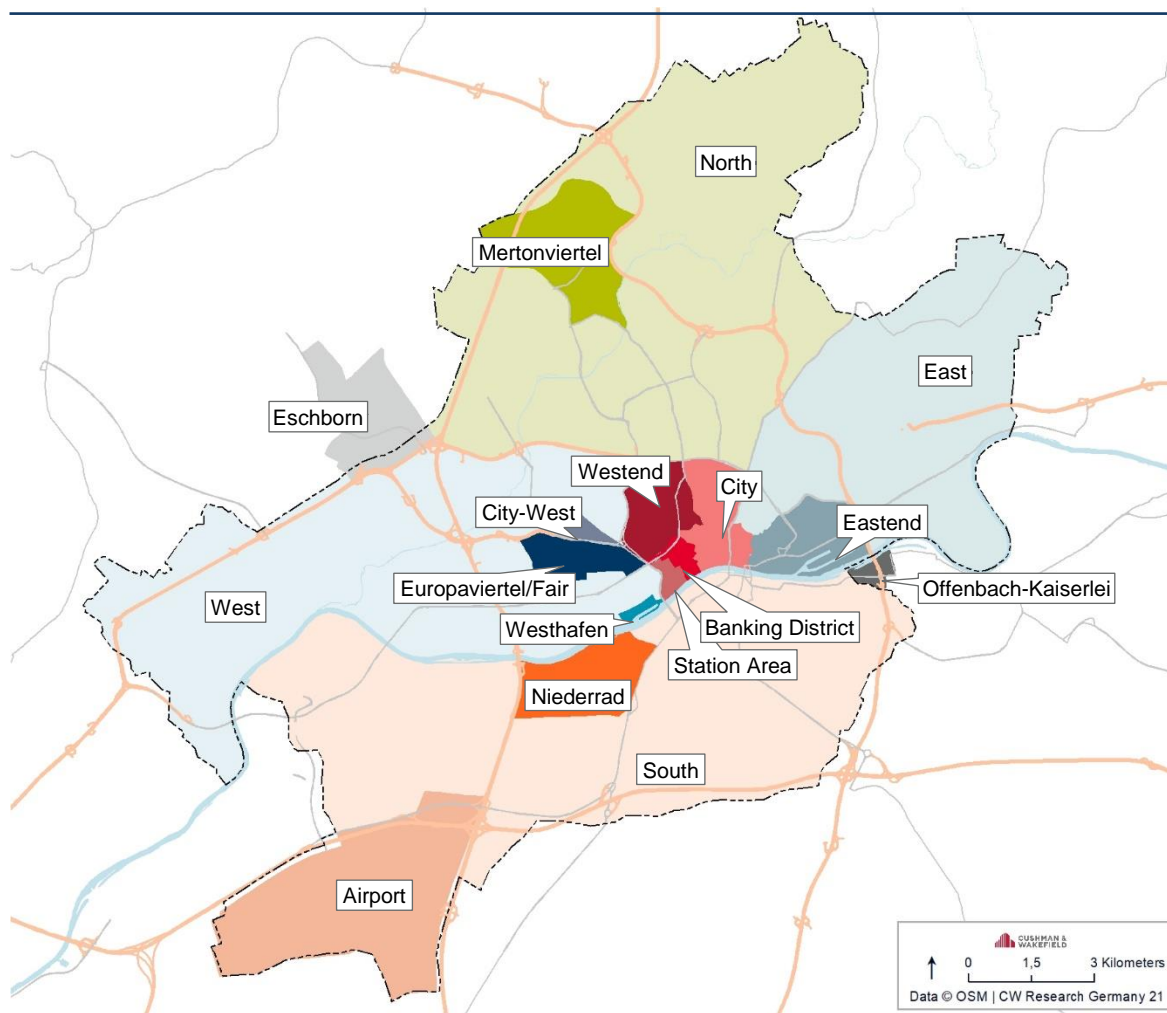 North
Mertonviertel
East
Eschborn
Westend
City
City-West
Eastend
Europaviertel/Fair
Offenbach-Kaiserlei
West
Westhafen
Banking District
Station Area
Niederrad
South
Airport
CUSHMAN &
WAKEFIELD
0 1,5 3 Kilometers
Data © OSM | CW Research Germany 21